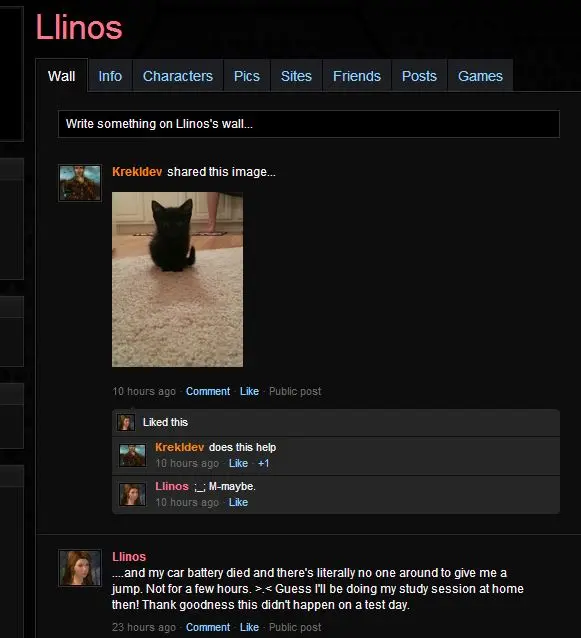 Llinos
Wall Info Characters Pics Sites Friends Posts Games
Write something on Llinos's wall...
Krekldev shared this image...
10 hours ago · Comment · Like · Public post
Liked this
Krekldev does this help
10 hours ago · Like · +1
Llinos ;_; M-maybe.
10 hours ago · Like
Llinos
....and my car battery died and there's literally no one around to give me a
jump. Not for a few hours. >.< Guess I'll be doing my study session at home
then! Thank goodness this didn't happen on a test day.
23 hours ago · Comment · Like · Public post